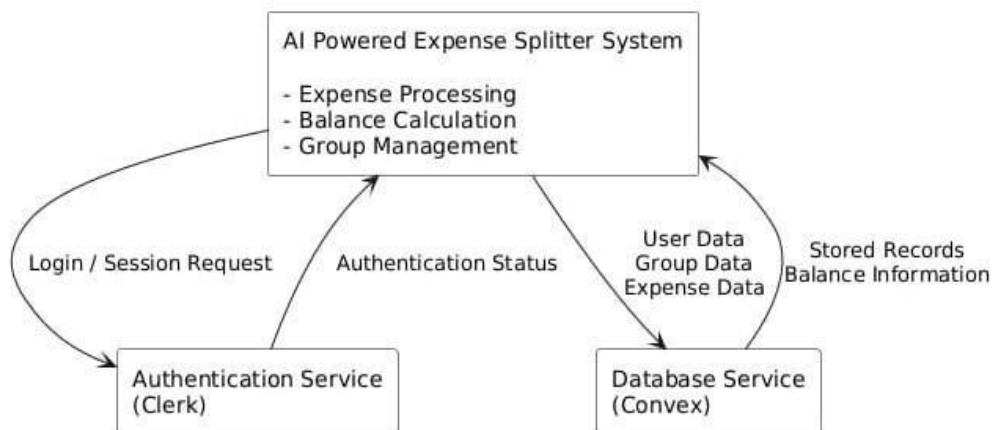 AI Powered Expense Splitter System
- Expense Processing
- Balance Calculation
- Group Management
Login / Session Request
Authentication Status
User Data
Group Data
Expense Data
Stored Records
Balance Information
Authentication Service
(Clerk)
Database Service
(Convex)